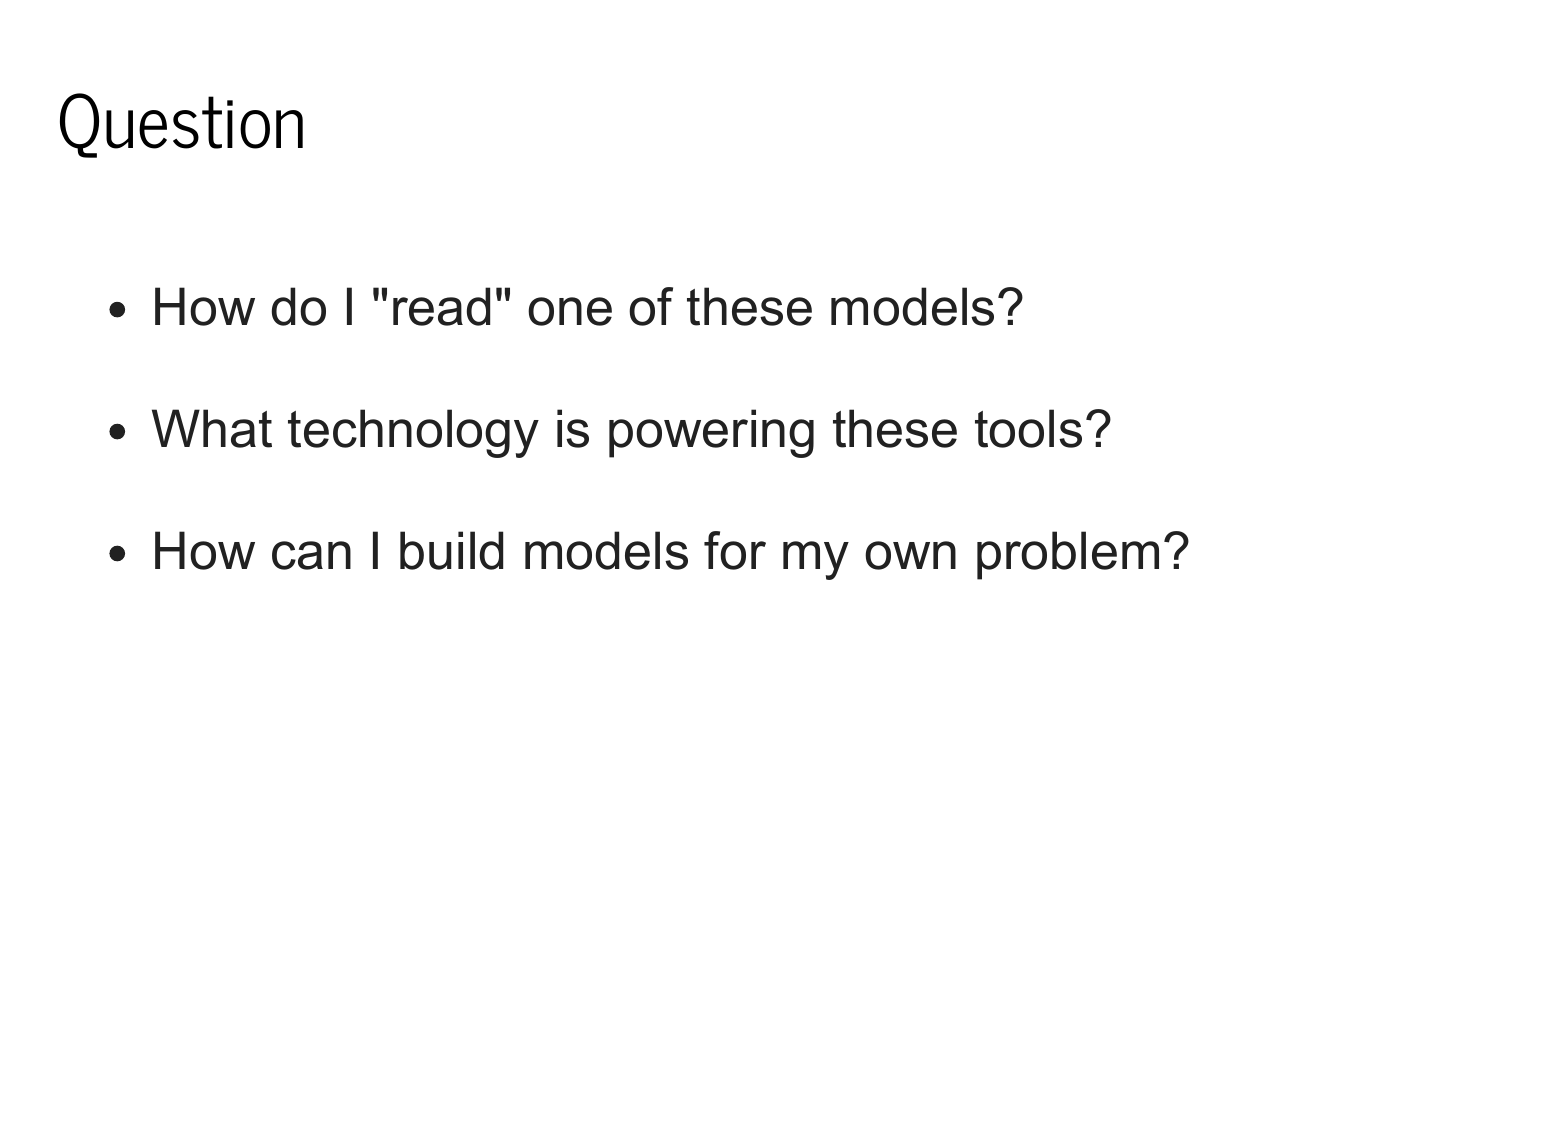 Question
• How do I "read" one of these models?
• What technology is powering these tools?
• How can I build models for my own problem?